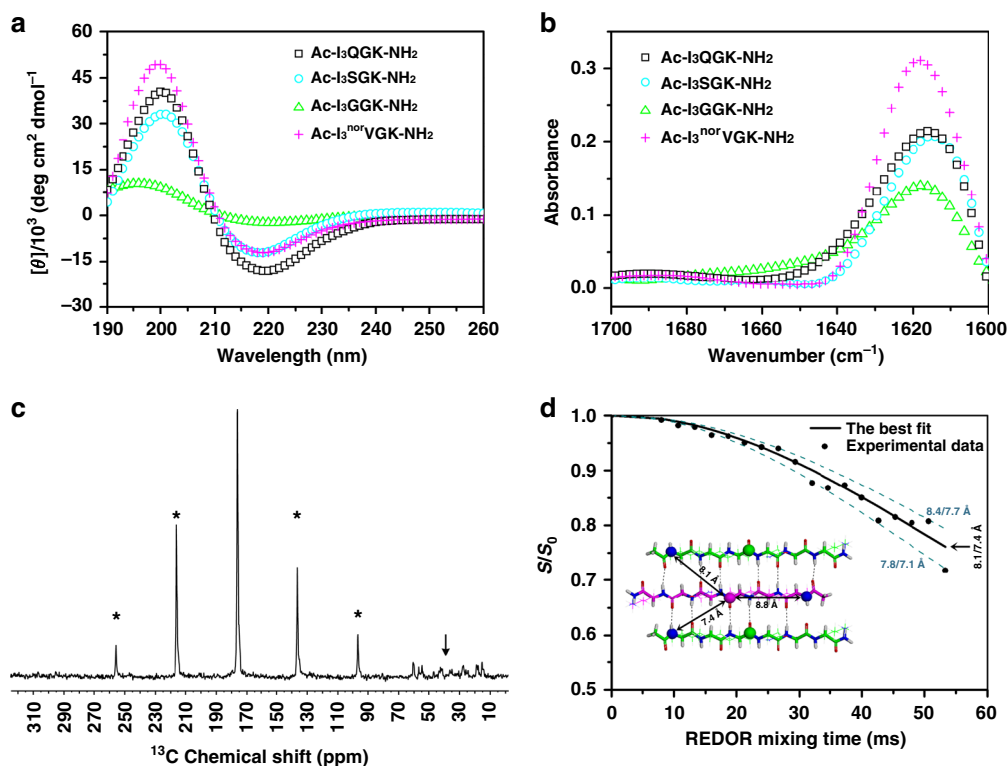 a
[θ]/10³ (deg cm² dmol⁻¹)
60
45
30
15
0
−15
−30
190 200 210 220 230 240 250 260
Wavelength (nm)
Ac-I₃QGK-NH₂
Ac-I₃SGK-NH₂
Ac-I₃GGK-NH₂
Ac-I₃ⁿᵒʳVGK-NH₂
b
Absorbance
0.3
0.2
0.1
0.0
1700 1680 1660 1640 1620 1600
Wavenumber (cm⁻¹)
Ac-I₃QGK-NH₂
Ac-I₃SGK-NH₂
Ac-I₃GGK-NH₂
Ac-I₃ⁿᵒʳVGK-NH₂
c
* * * *
310 290 270 250 230 210 190 170 150 130 110 90 70 50 30 10
¹³C Chemical shift (ppm)
d
S/S₀
1.0
0.9
0.8
0.7
0.6
0.5
0 10 20 30 40 50 60
REDOR mixing time (ms)
The best fit
Experimental data
8.4/7.7 Å
8.1/7.4 Å
7.8/7.1 Å
8.1 Å
8.8 Å
7.4 Å